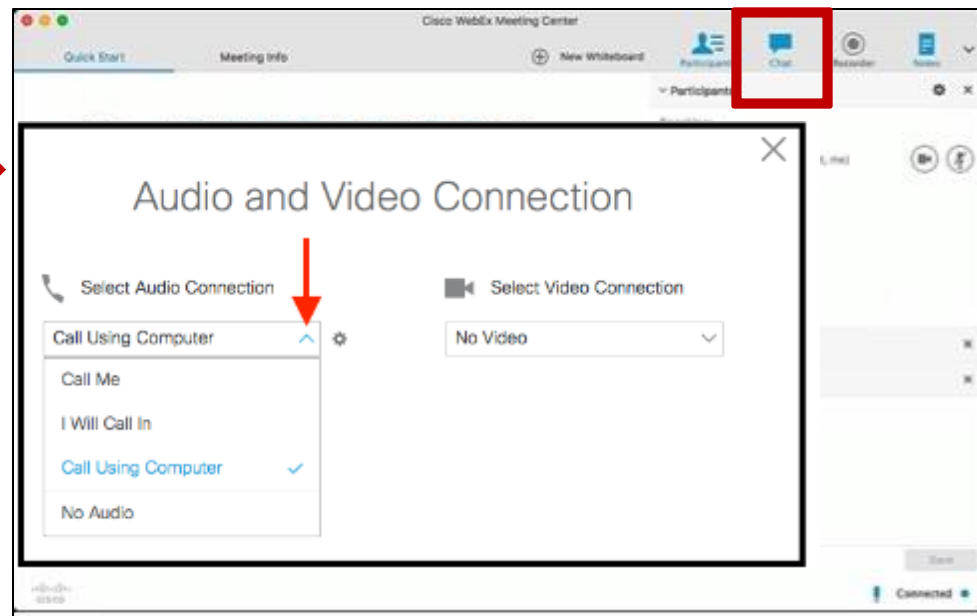 Cisco WebEx Meeting Center
Quick Start Meeting Info New Whiteboard
Participants Chat Recorder Notes
Participants
Audio and Video Connection
, me)
Select Audio Connection Select Video Connection
Call Using Computer No Video
Call Me
I Will Call In
Call Using Computer
No Audio
Save
CISCO Connected